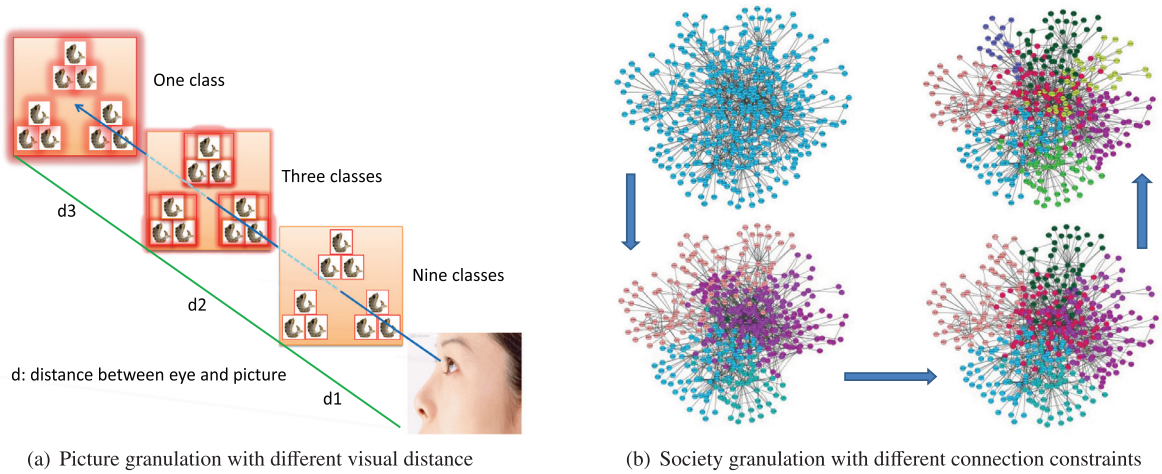 One class
Three classes
Nine classes
d3
d2
d1
d: distance between eye and picture
(a) Picture granulation with different visual distance
(b) Society granulation with different connection constraints